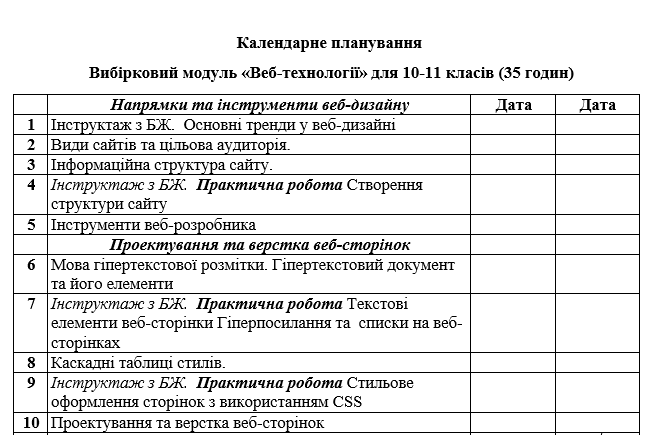 Календарне планування
Вибірковий модуль «Веб-технології» для 10-11 класів (35 годин)
Напрямки та інструменти веб-дизайну Дата Дата
1 Інструктаж з БЖ. Основні тренди у веб-дизайні
2 Види сайтів та цільова аудиторія.
3 Інформаційна структура сайту.
4 Інструктаж з БЖ. Практична робота Створення
структури сайту
5 Інструменти веб-розробника
Проектування та верстка веб-сторінок
6 Мова гіпертекстової розмітки. Гіпертекстовий документ
та його елементи
7 Інструктаж з БЖ. Практична робота Текстові
елементи веб-сторінки Гіперпосилання та списки на веб-
сторінках
8 Каскадні таблиці стилів.
9 Інструктаж з БЖ. Практична робота Стильове
оформлення сторінок з використанням CSS
10 Проектування та верстка веб-сторінок